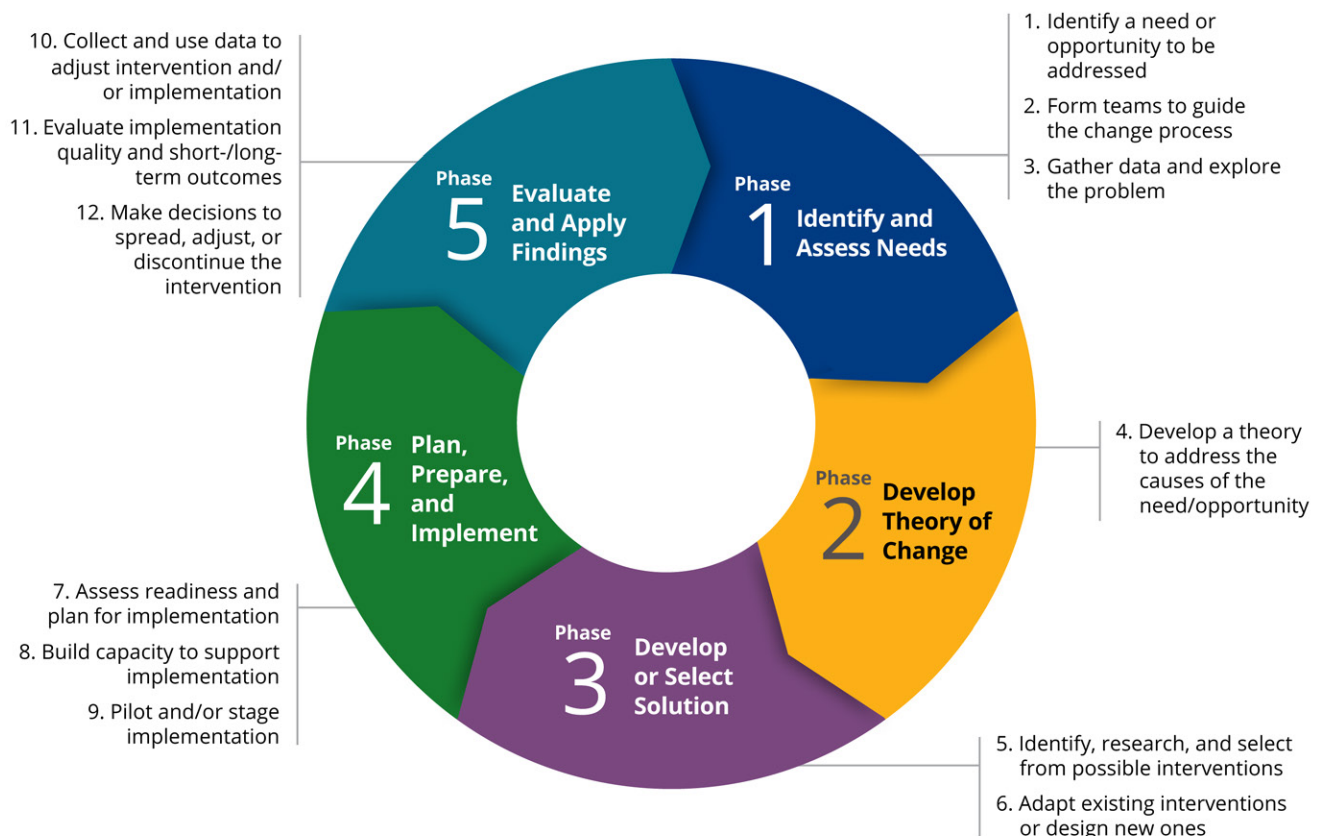 1. Identify a need or
opportunity to be
addressed
2. Form teams to guide
the change process
3. Gather data and explore
the problem
Phase
1
Identify and
Assess Needs
4. Develop a theory
to address the
causes of the
need/opportunity
Phase
2
Develop
Theory of
Change
5. Identify, research, and select
from possible interventions
6. Adapt existing interventions
or design new ones
Phase
3
Develop
or Select
Solution
7. Assess readiness and
plan for implementation
8. Build capacity to support
implementation
9. Pilot and/or stage
implementation
Phase
4
Plan,
Prepare,
and
Implement
10. Collect and use data to
adjust intervention and/
or implementation
11. Evaluate implementation
quality and short-/long-
term outcomes
12. Make decisions to
spread, adjust, or
discontinue the
intervention
Phase
5
Evaluate
and Apply
Findings